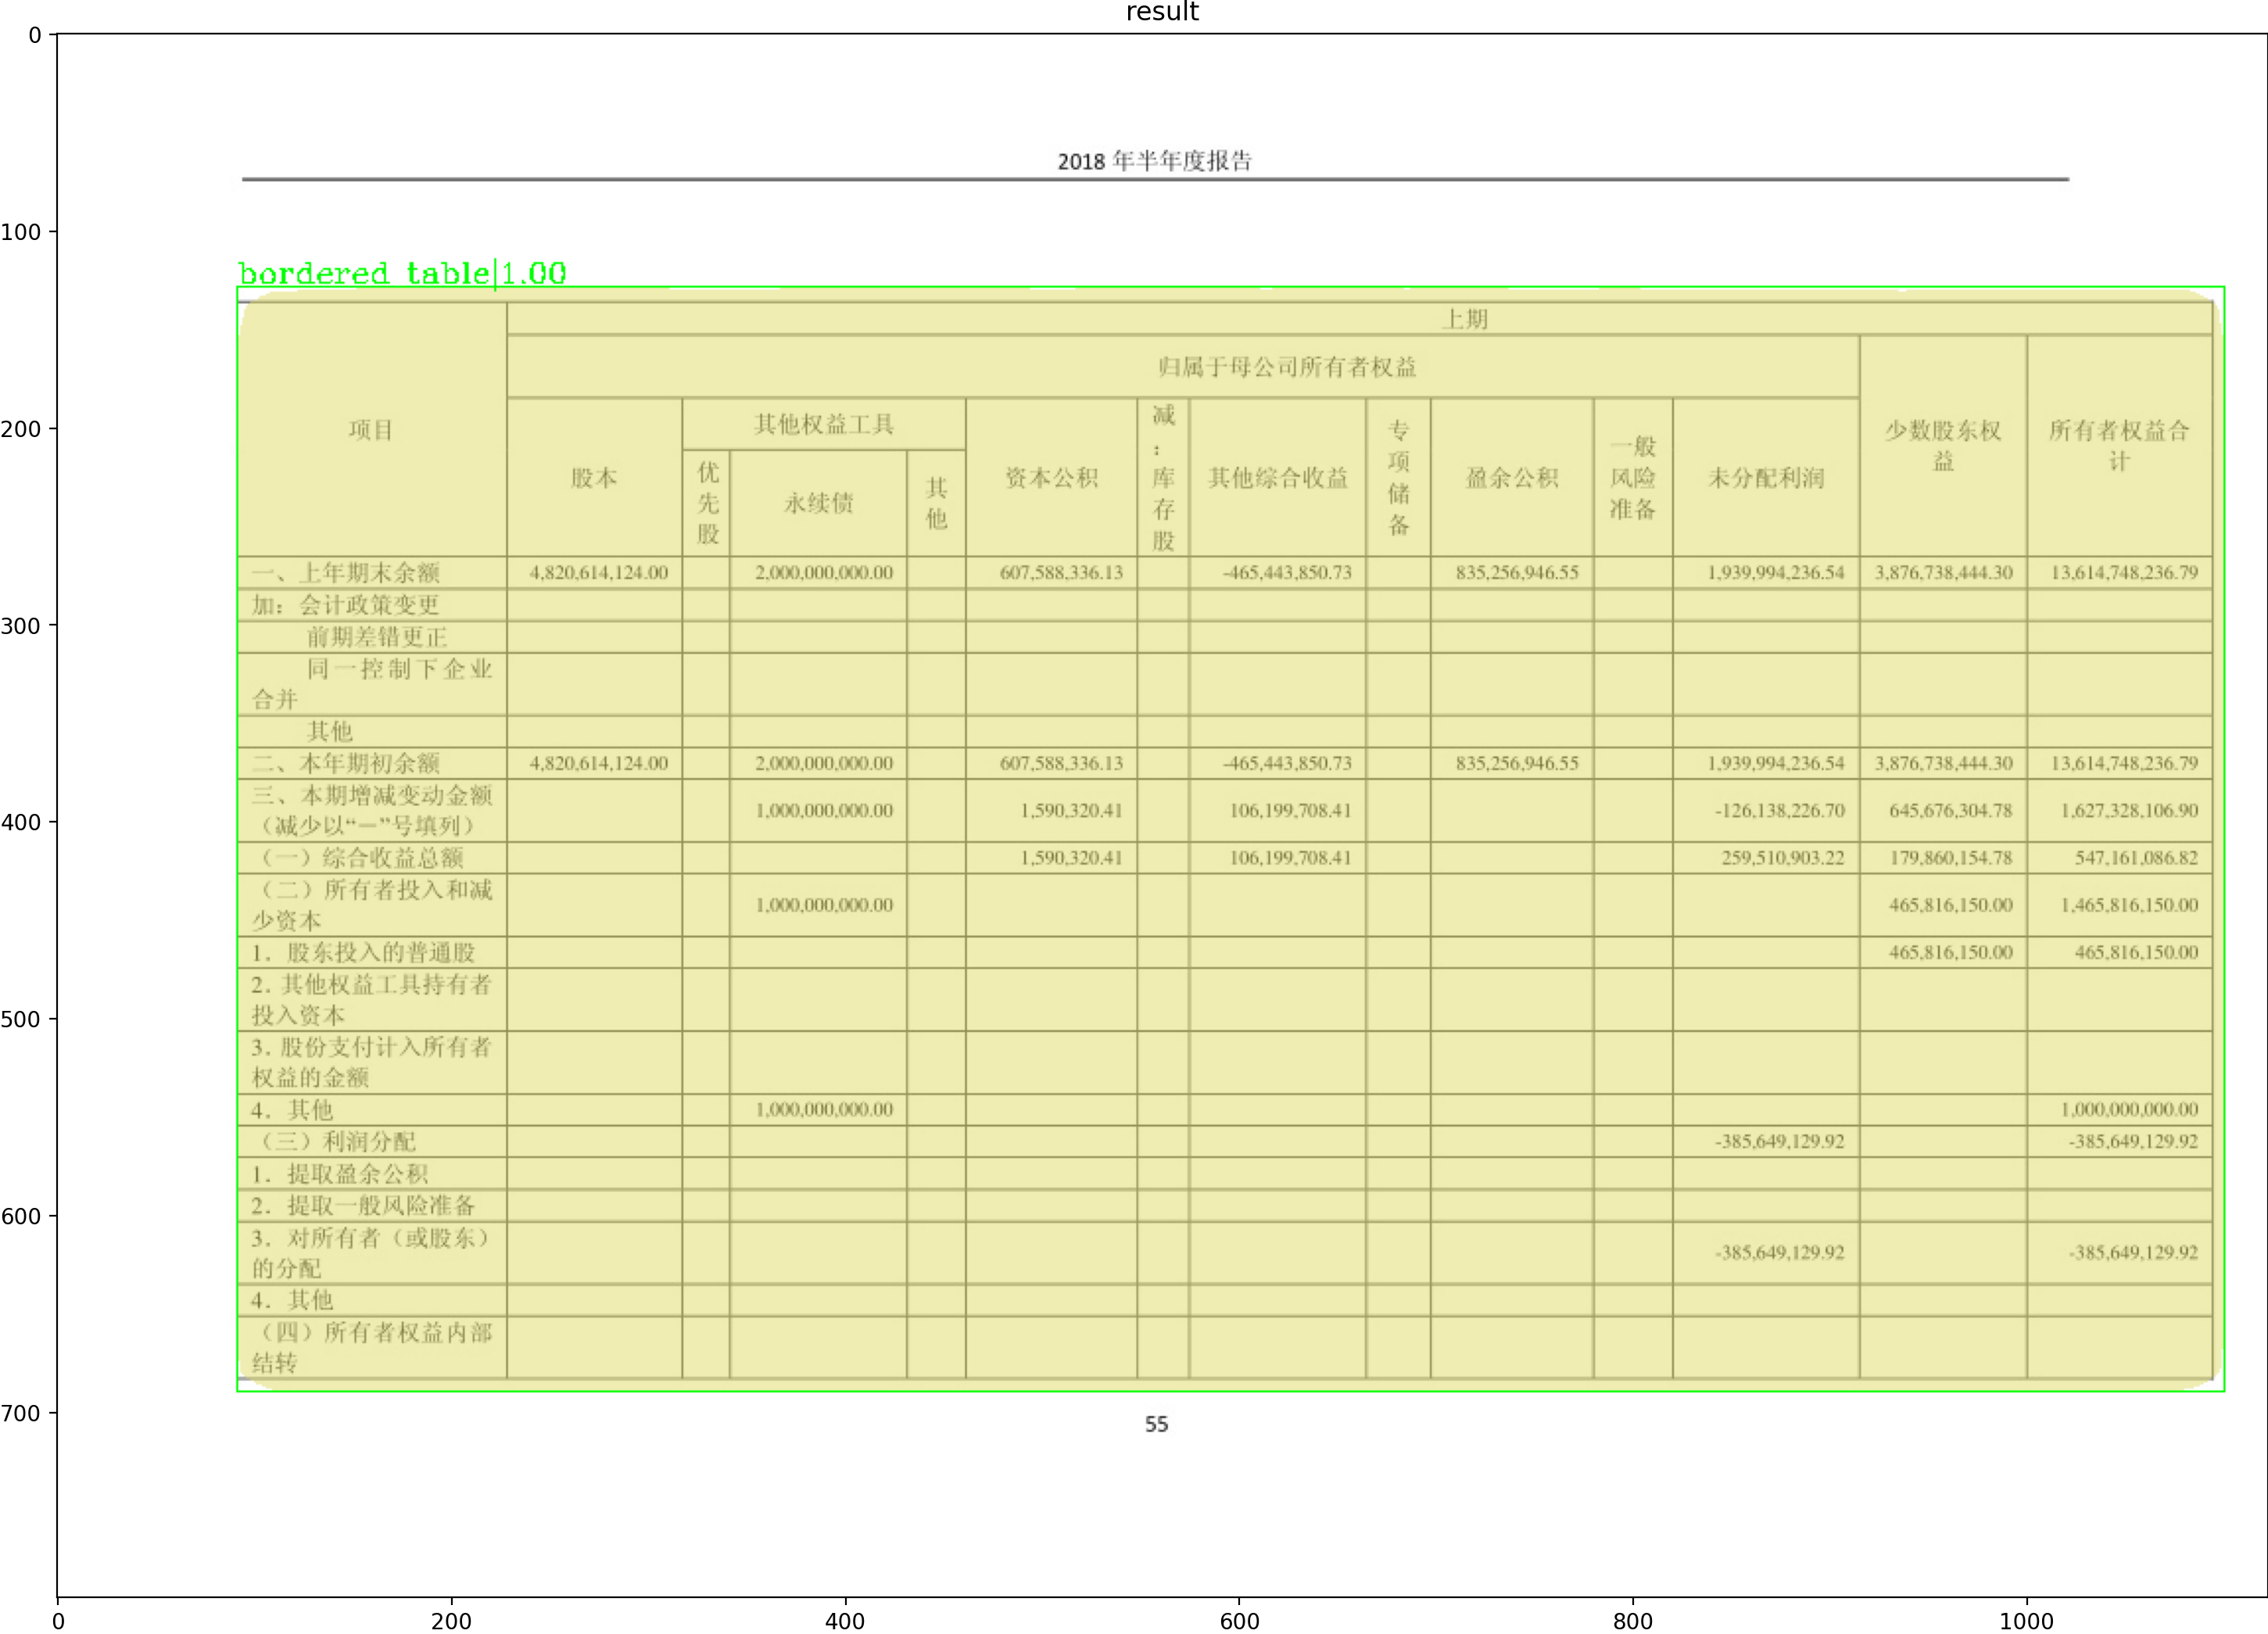 result
2018 年半年度报告
bordered table|1.00
项目
上期
归属于母公司所有者权益
少数股东权
益
所有者权益合
计
股本
其他权益工具
优
先
股
永续债
其
他
资本公积
减
:
库
存
股
其他综合收益
专
项
储
备
盈余公积
一般
风险
准备
未分配利润
一、上年期末余额 4,820,614,124.00 2,000,000,000.00 607,588,336.13 -465,443,850.73 835,256,946.55 1,939,994,236.54 3,876,738,444.30 13,614,748,236.79
加：会计政策变更
前期差错更正
同一控制下企业
合并
其他
二、本年期初余额 4,820,614,124.00 2,000,000,000.00 607,588,336.13 -465,443,850.73 835,256,946.55 1,939,994,236.54 3,876,738,444.30 13,614,748,236.79
三、本期增减变动金额
（减少以“－”号填列） 1,000,000,000.00 1,590,320.41 106,199,708.41 -126,138,226.70 645,676,304.78 1,627,328,106.90
（一）综合收益总额 1,590,320.41 106,199,708.41 259,510,903.22 179,860,154.78 547,161,086.82
（二）所有者投入和减
少资本 1,000,000,000.00 465,816,150.00 1,465,816,150.00
1．股东投入的普通股 465,816,150.00 465,816,150.00
2．其他权益工具持有者
投入资本
3．股份支付计入所有者
权益的金额
4．其他 1,000,000,000.00 1,000,000,000.00
（三）利润分配 -385,649,129.92 -385,649,129.92
1．提取盈余公积
2．提取一般风险准备
3．对所有者（或股东）
的分配 -385,649,129.92 -385,649,129.92
4．其他
（四）所有者权益内部
结转
55
0
100
200
300
400
500
600
700
0 200 400 600 800 1000